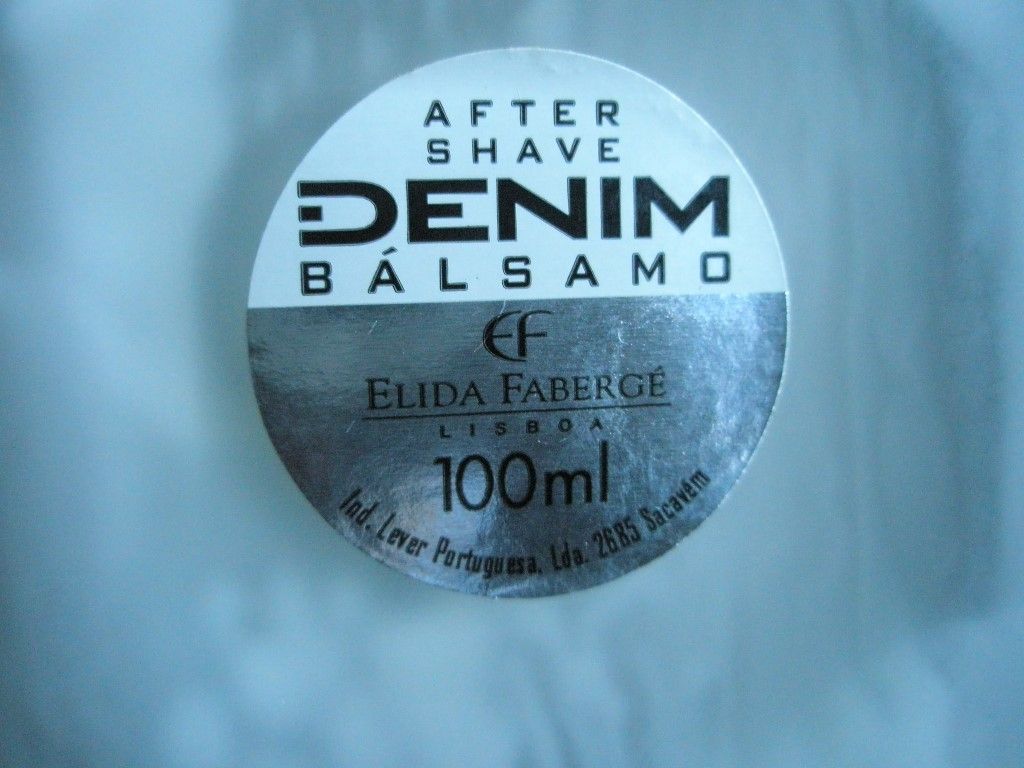 AFTER
SHAVE
DENIM
BÁLSAMO
EF
ELIDA FABERGÉ
LISBOA
100ml
Ind. Lever Portuguesa, Lda. 2685 Sacavém